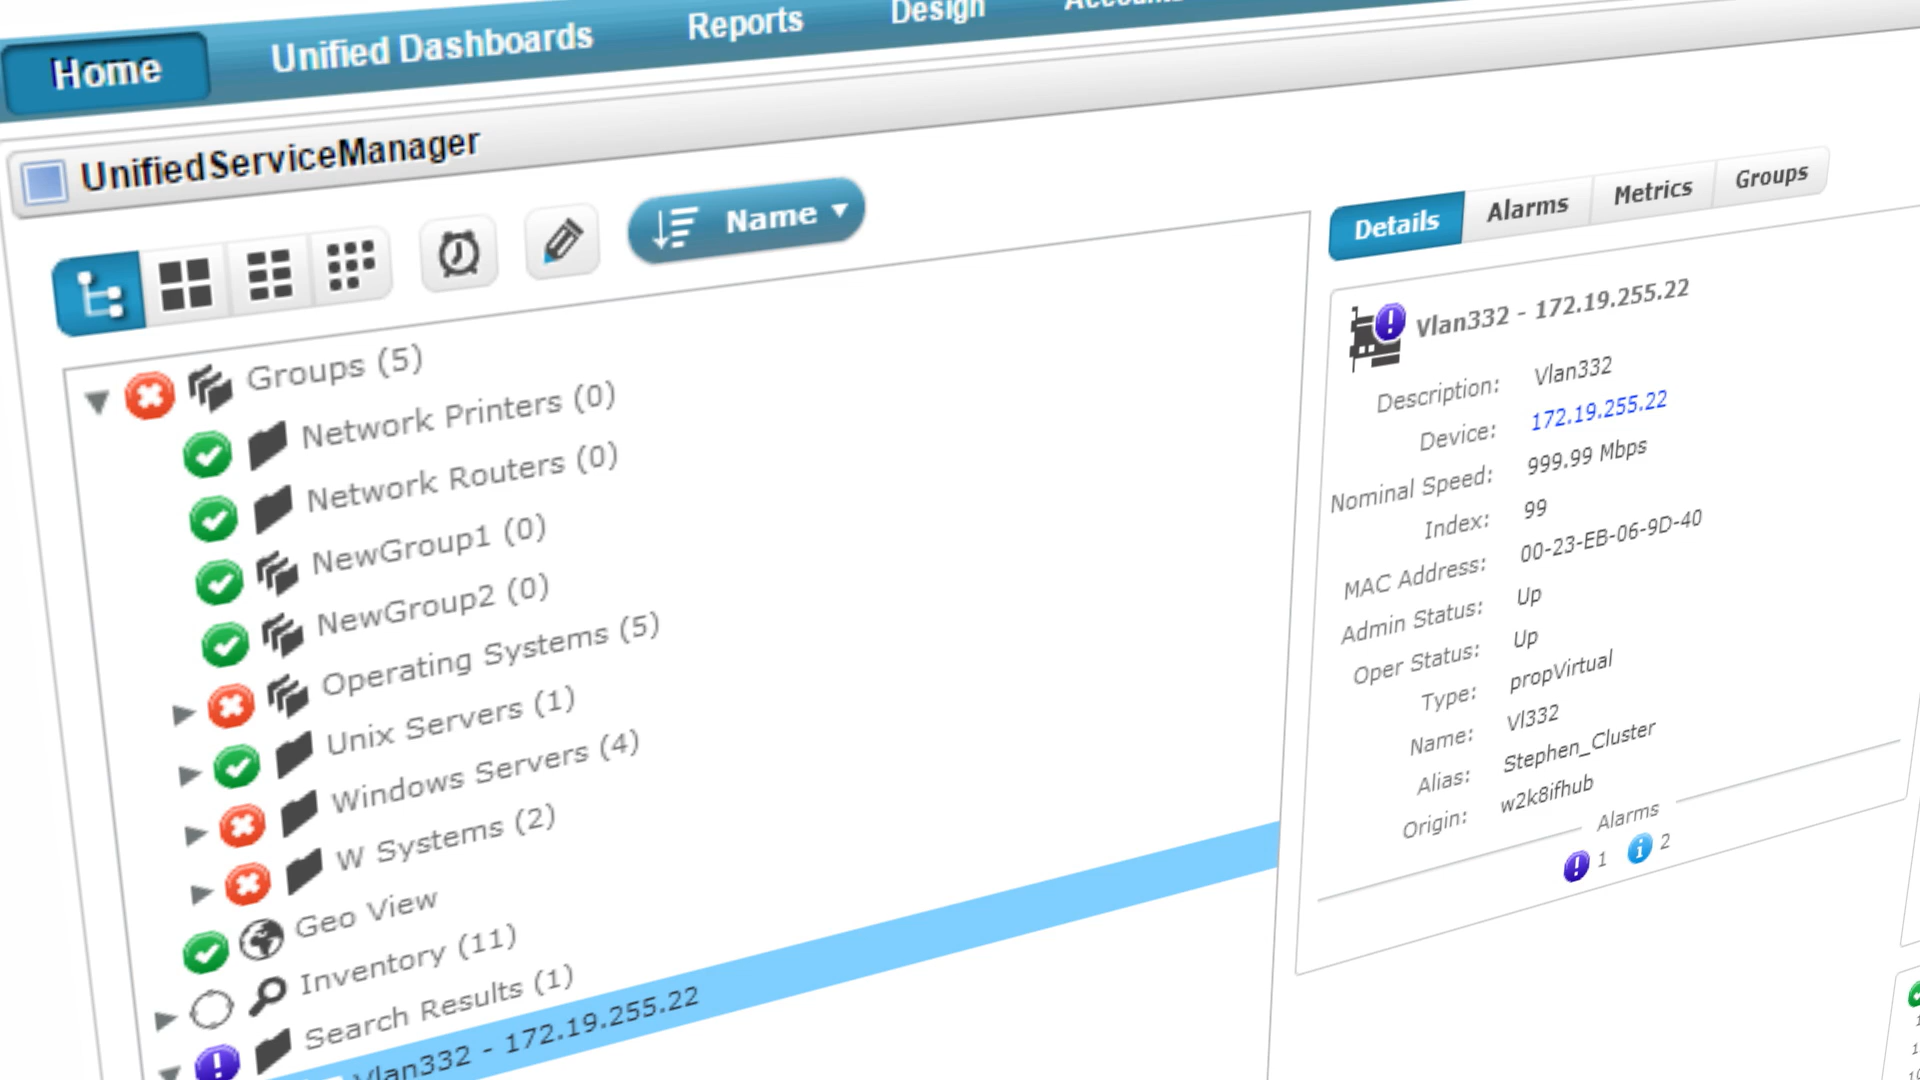 Home Unified Dashboards Reports Design
UnifiedServiceManager
Name
Groups (5)
Network Printers (0)
Network Routers (0)
NewGroup1 (0)
NewGroup2 (0)
Operating Systems (5)
Unix Servers (1)
Windows Servers (4)
W Systems (2)
Geo View
Inventory (11)
Search Results (1)
Vlan332 - 172.19.255.22
Details Alarms Metrics Groups
Vlan332 - 172.19.255.22
Description: Vlan332
Device: 172.19.255.22
Nominal Speed: 999.99 Mbps
Index: 99
MAC Address: 00-23-EB-06-9D-40
Admin Status: Up
Oper Status: Up
Type: propVirtual
Name: Vl332
Alias: Stephen_Cluster
Origin: w2k8ifhub
Alarms
1 2